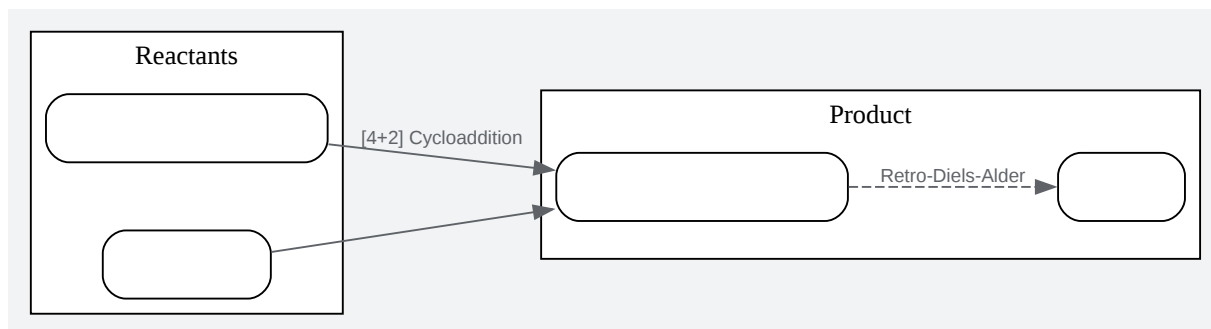 Reactants
[4+2] Cycloaddition
Product
Retro-Diels-Alder